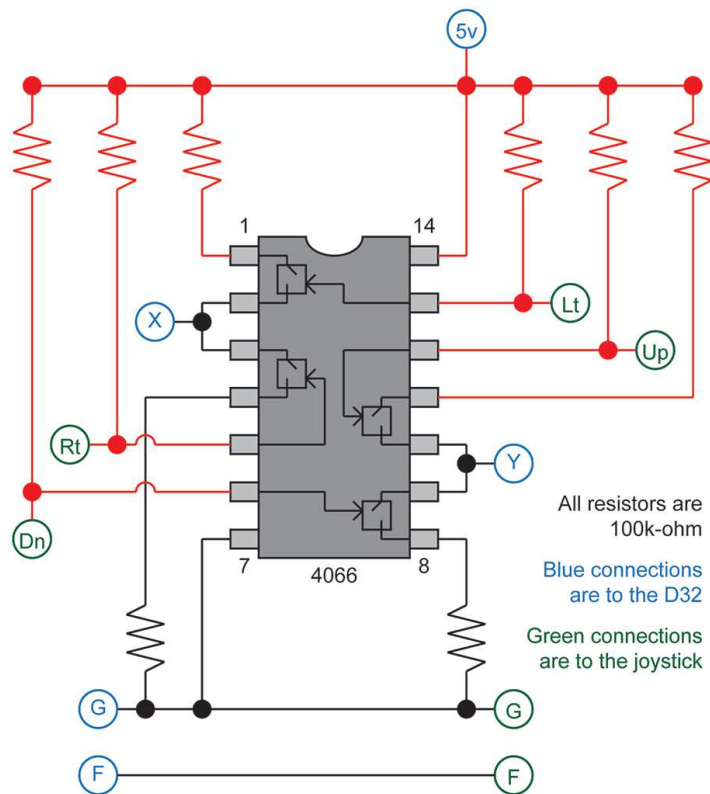 5v
1
14
X
Lt
Up
Rt
Y
Dn
7
4066
8
All resistors are
100k-ohm
Blue connections
are to the D32
Green connections
are to the joystick
G
G
F
F